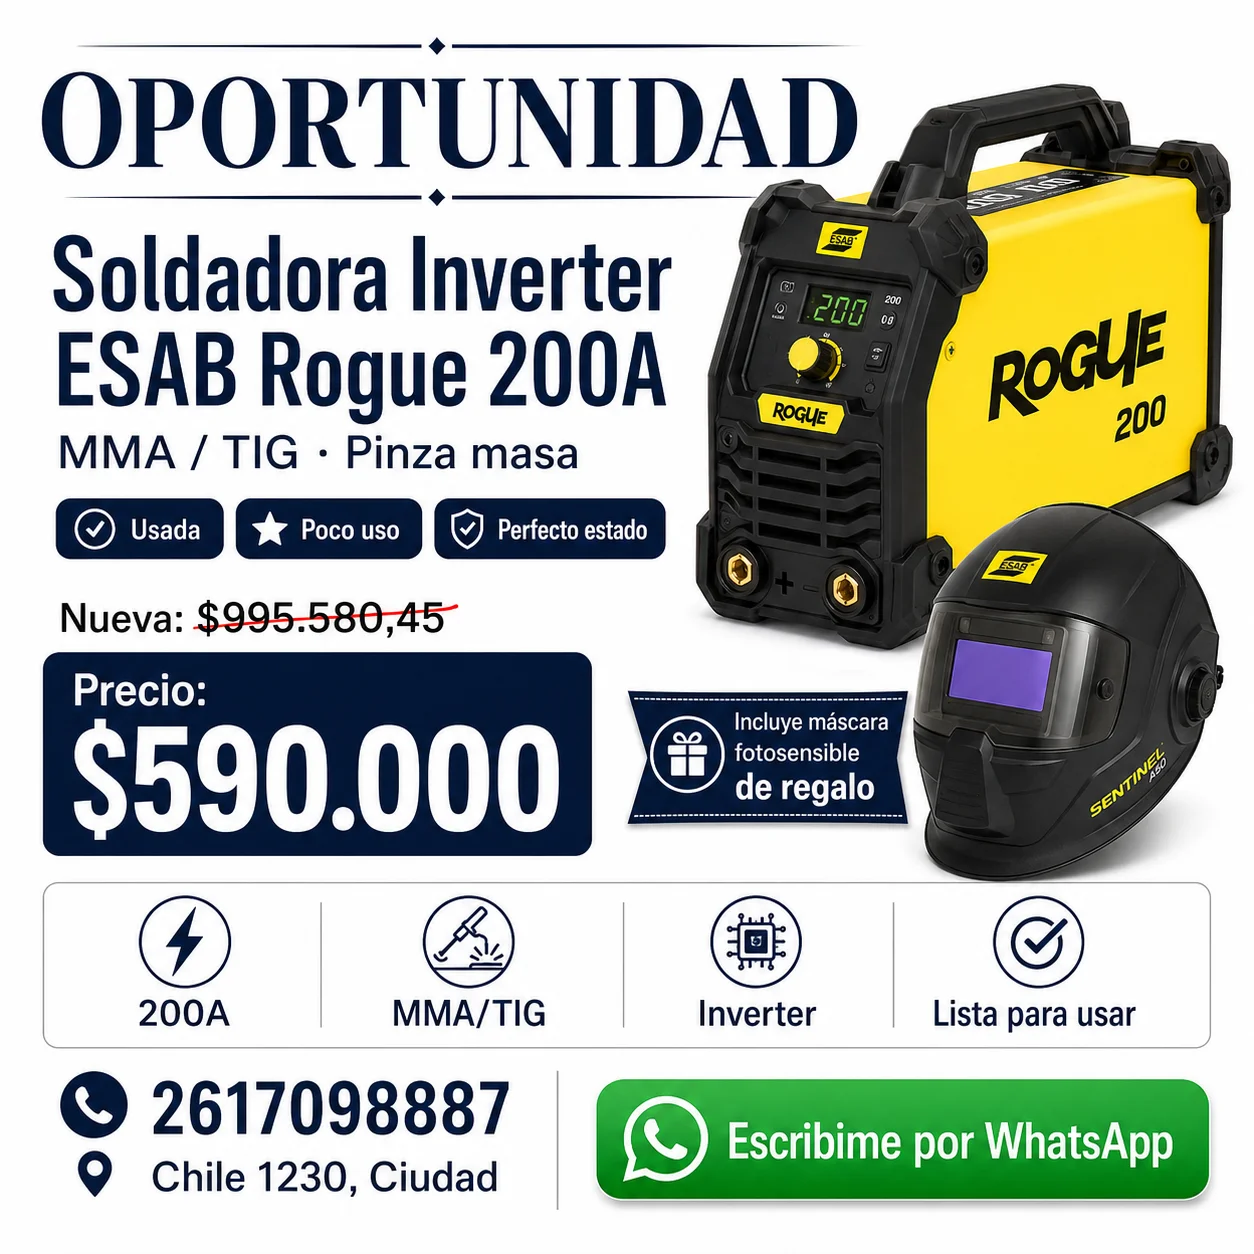 OPORTUNIDAD
Soldadora Inverter
ESAB Rogue 200A
MMA / TIG · Pinza masa
Usada
Poco uso
Perfecto estado
Nueva: $995.580,45
Precio:
$590.000
Incluye máscara
fotosensible
de regalo
ESAB
200
200
ROGUE
ROGUE
200
+ -
ESAB
SENTINEL
A50
200A
MMA/TIG
Inverter
Lista para usar
2617098887
Chile 1230, Ciudad
Escribime por WhatsApp